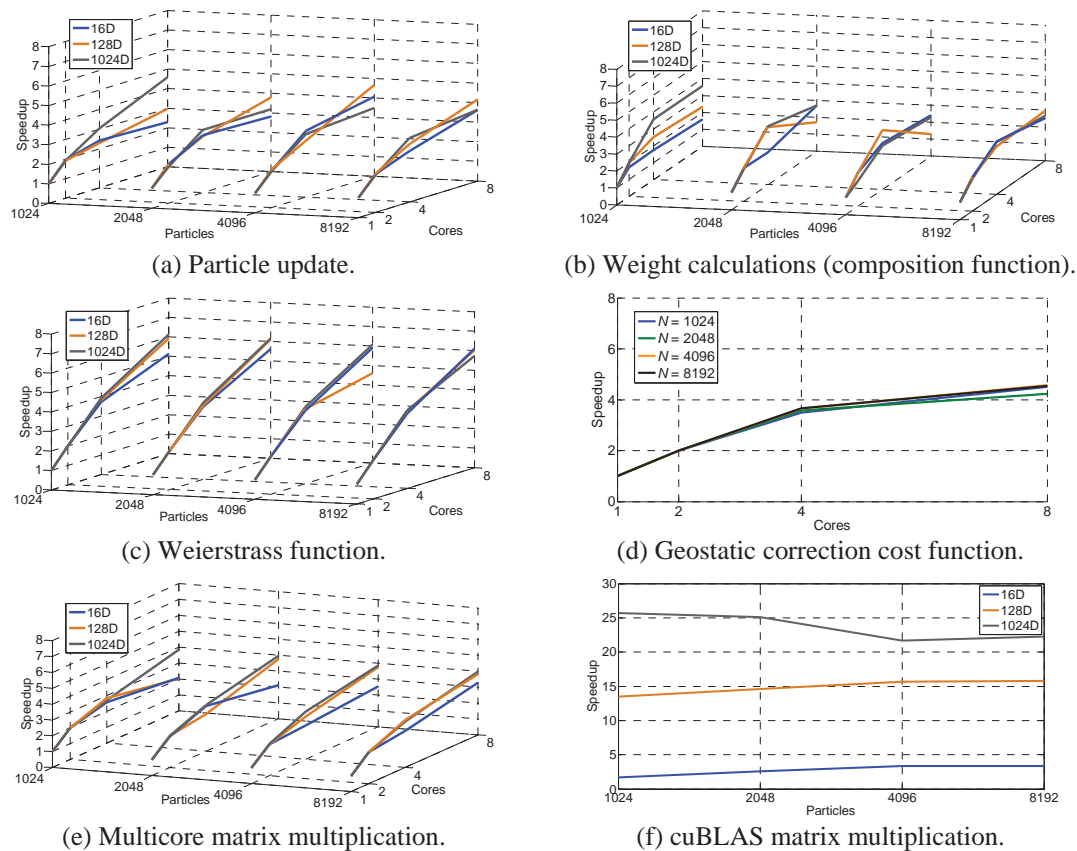 8
7
6
5
4
3
2
1
0
Speedup
16D
128D
1024D
1024
2048
4096
8192
Particles
1
2
4
8
Cores
(a) Particle update.
8
7
6
5
4
3
2
1
0
Speedup
16D
128D
1024D
1024
2048
4096
8192
Particles
1
2
4
8
Cores
(b) Weight calculations (composition function).
8
7
6
5
4
3
2
1
0
Speedup
16D
128D
1024D
1024
2048
4096
8192
Particles
1
2
4
8
Cores
(c) Weierstrass function.
8
6
4
2
0
Speedup
N = 1024
N = 2048
N = 4096
N = 8192
1
2
4
8
Cores
(d) Geostatic correction cost function.
8
7
6
5
4
3
2
1
0
Speedup
16D
128D
1024D
1024
2048
4096
8192
Particles
1
2
4
8
Cores
(e) Multicore matrix multiplication.
30
25
20
15
10
5
0
Speedup
16D
128D
1024D
1024
2048
4096
8192
Particles
(f) cuBLAS matrix multiplication.